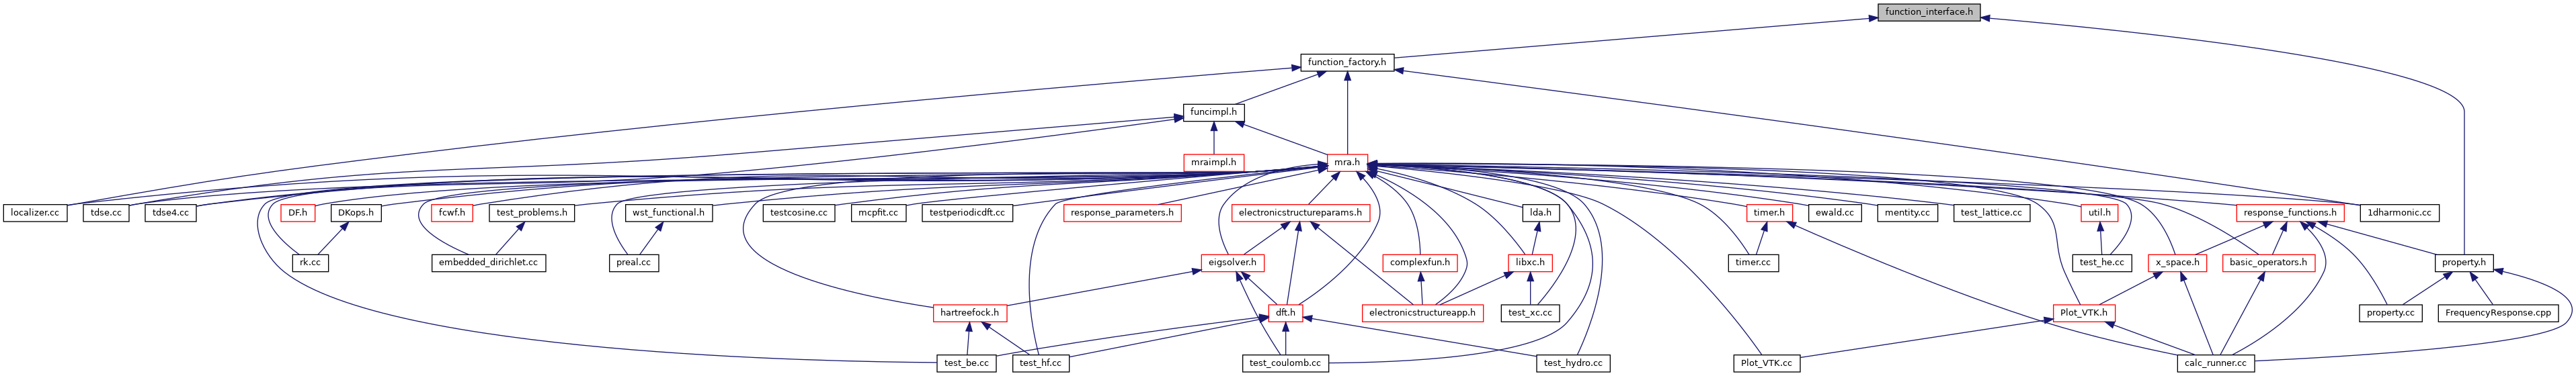 function_interface.h
function_factory.h
funcimpl.h
mraimpl.h
mra.h
localizer.cc
tdse.cc
tdse4.cc
DF.h
DKops.h
fcwf.h
test_problems.h
wst_functional.h
testcosine.cc
mcpfit.cc
testperiodicdft.cc
response_parameters.h
electronicstructureparams.h
lda.h
timer.h
ewald.cc
mentity.cc
test_lattice.cc
util.h
response_functions.h
1dharmonic.cc
rk.cc
embedded_dirichlet.cc
preal.cc
eigsolver.h
complexfun.h
libxc.h
timer.cc
test_he.cc
x_space.h
basic_operators.h
property.h
hartreefock.h
dft.h
electronicstructureapp.h
test_xc.cc
Plot_VTK.h
property.cc
FrequencyResponse.cpp
test_be.cc
test_hf.cc
test_coulomb.cc
test_hydro.cc
Plot_VTK.cc
calc_runner.cc